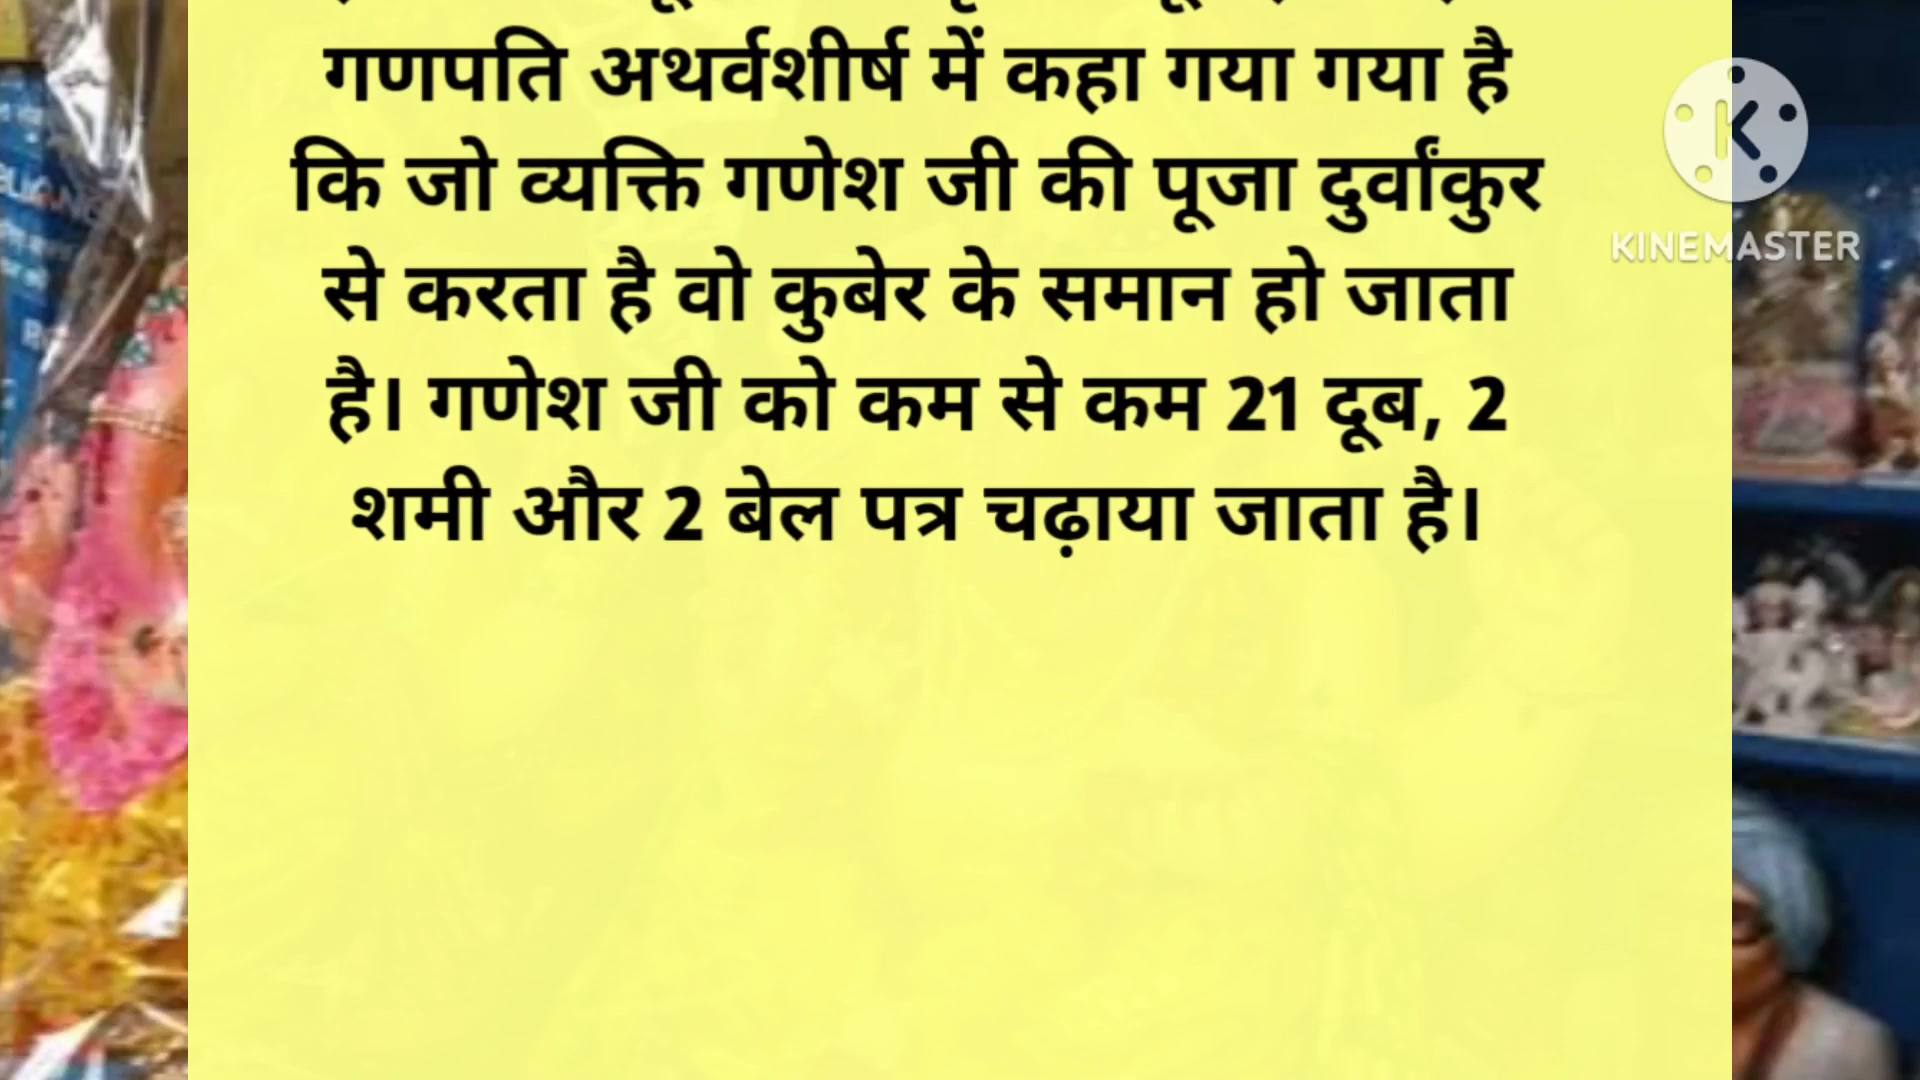 गणपति अथर्वशीर्ष में कहा गया गया है
कि जो व्यक्ति गणेश जी की पूजा दुर्वांकुर
से करता है वो कुबेर के समान हो जाता
है। गणेश जी को कम से कम 21 दूब, 2
शमी और 2 बेल पत्र चढ़ाया जाता है।
KINEMASTER